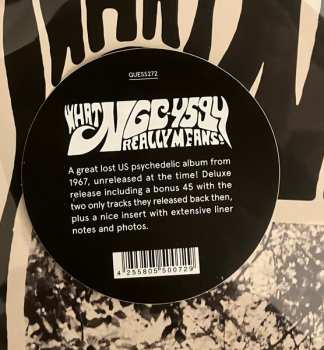 GUESS272
WHAT NGC-4594
REALLY MEANS!
A great lost US psychedelic album from
1967, unreleased at the time! Deluxe
release including a bonus 45 with the
two only tracks they released back then,
plus a nice insert with extensive liner
notes and photos.
4 255805 500729